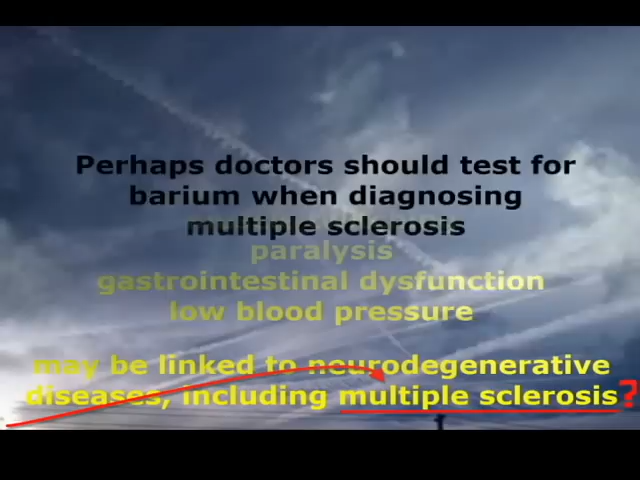 Perhaps doctors should test for
barium when diagnosing
multiple sclerosis
paralysis
gastrointestinal dysfunction
low blood pressure
may be linked to neurodegenerative
diseases, including multiple sclerosis?